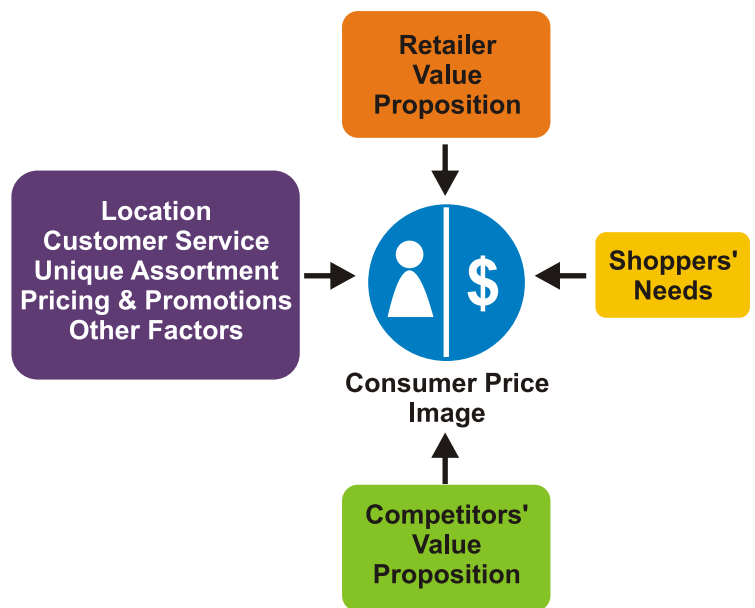 Retailer
Value
Proposition
Location
Customer Service
Unique Assortment
Pricing & Promotions
Other Factors
$
Shoppers'
Needs
Consumer Price
Image
Competitors'
Value
Proposition